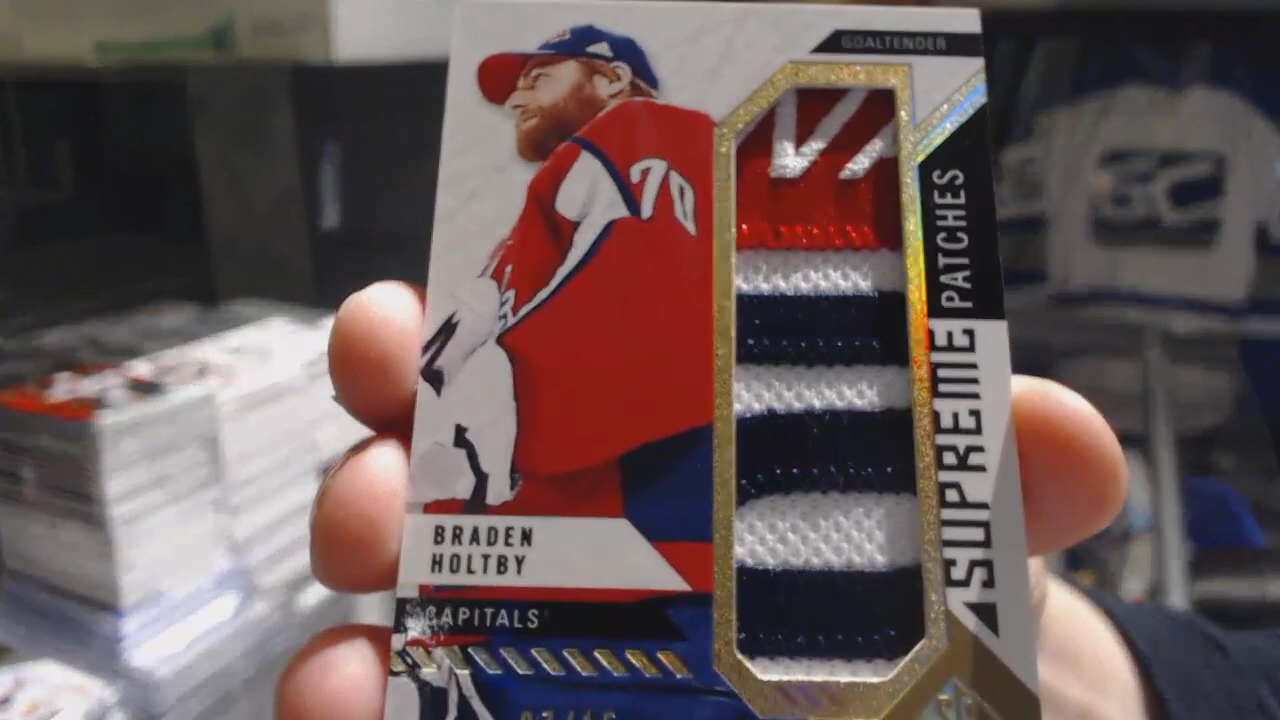 GOALTENDER
70
SUPREME PATCHES
BRADEN
HOLTBY
CAPITALS